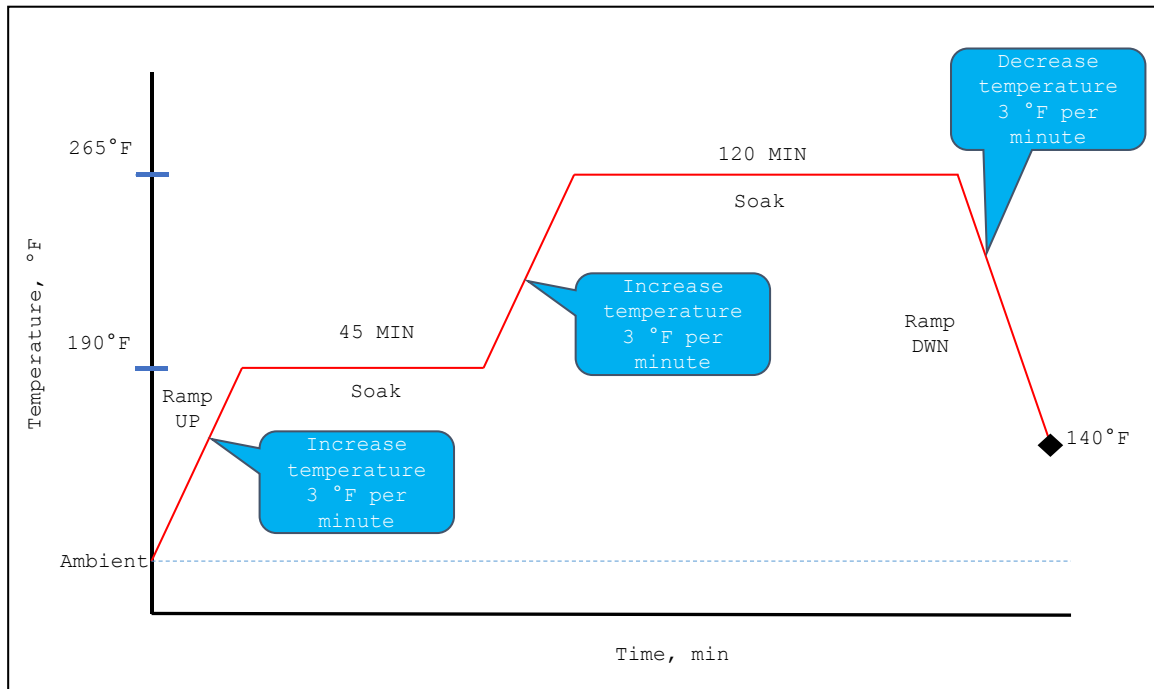 Decrease
temperature
3 °F per
minute
265°F
120 MIN
Soak
Temperature, °F
Increase
temperature
3 °F per
minute
190°F
45 MIN
Ramp
DWN
Ramp
UP
Soak
Increase
temperature
3 °F per
minute
140°F
Ambient
Time, min